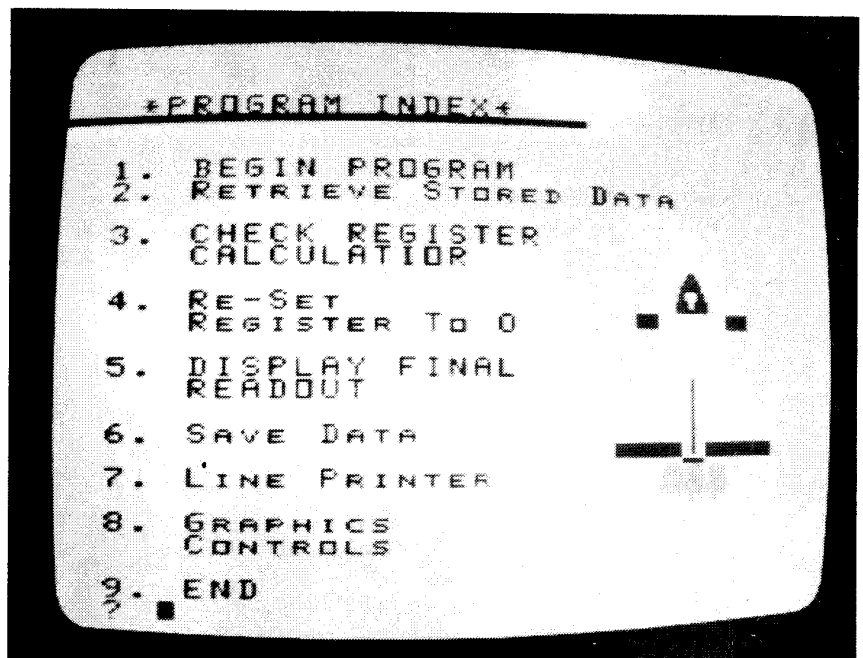 *PROGRAM INDEX*
1. BEGIN PROGRAM
2. RETRIEVE STORED DATA
3. CHECK REGISTER
CALCULATIOR
4. RE-SET
REGISTER TO 0
5. DISPLAY FINAL
READOUT
6. SAVE DATA
7. LINE PRINTER
8. GRAPHICS
CONTROLS
9. END
?